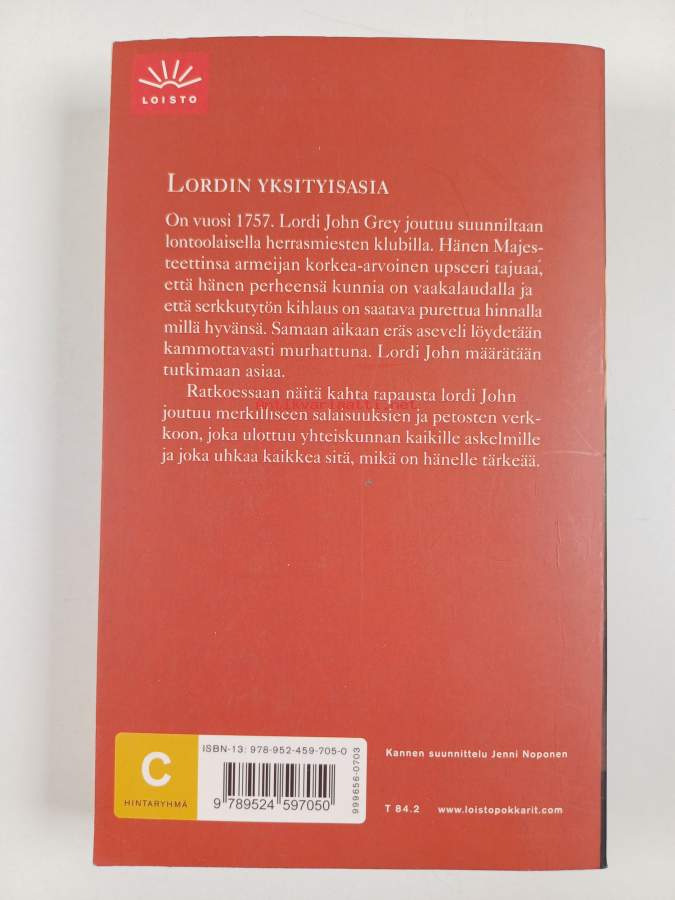 LOISTO
LORDIN YKSITYISASIA
On vuosi 1757. Lordi John Grey joutuu suunniltaan
lontoolaisella herrasmiesten klubilla. Hänen Majes-
teettinsa armeijan korkea-arvoinen upseeri tajuaa,
että hänen perheensä kunnia on vaakalaudalla ja
että serkkutytön kihlaus on saatava purettua hinnalla
millä hyvänsä. Samaan aikaan eräs aseveli löydetään
kammottavasti murhattuna. Lordi John määrätään
tutkimaan asiaa.
Ratkoessaan näitä kahta tapausta lordi John
antikvariaatti.net
joutuu merkilliseen salaisuuksien ja petosten verk-
koon, joka ulottuu yhteiskunnan kaikille askelmille
ja joka uhkaa kaikkea sitä, mikä on hänelle tärkeää.
C
HINTARYHMÄ
ISBN-13: 978-952-459-705-0
9 789524 597050
999656-0703
Kannen suunnittelu Jenni Noponen
T 84.2 www.loistopokkarit.com